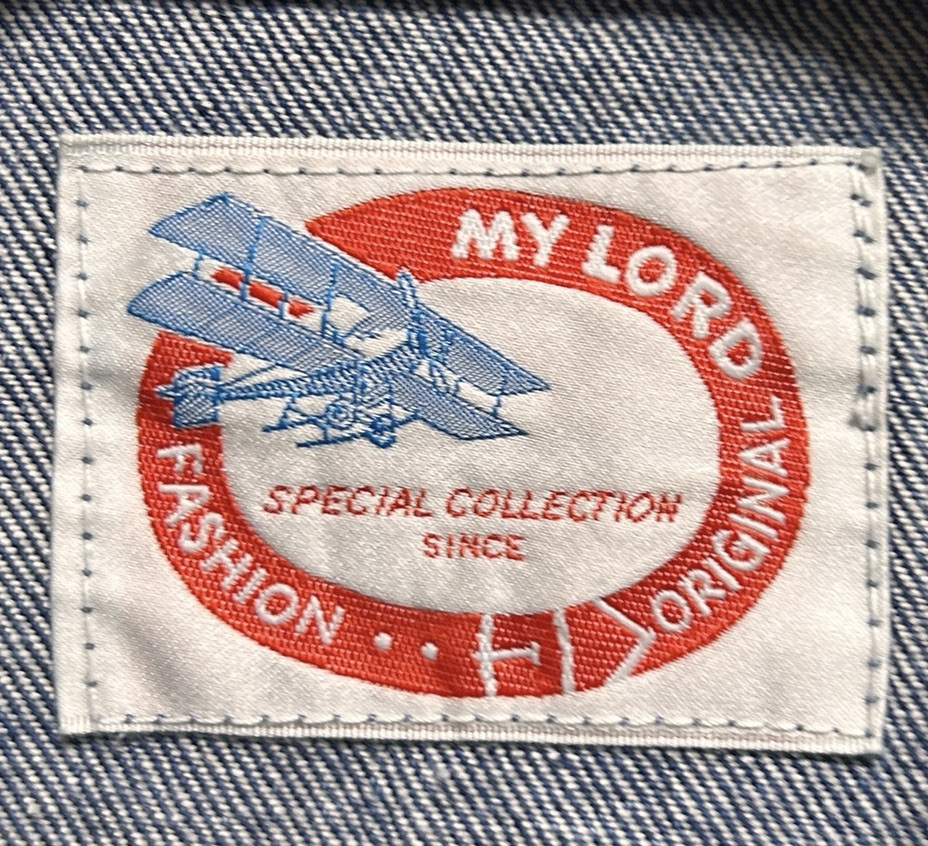 MY LORD
ORIGINAL
SPECIAL COLLECTION
SINCE
FASHION